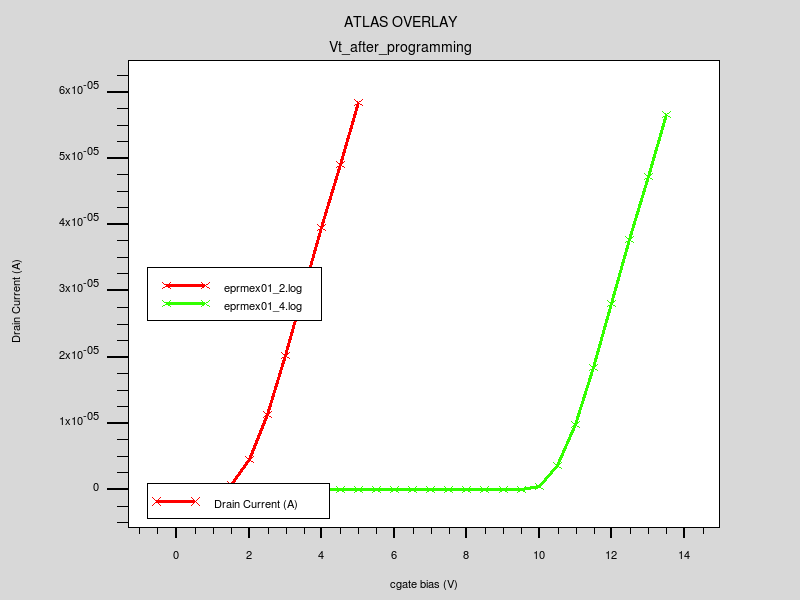 ATLAS OVERLAY
Vt_after_programming
6x10-05
5x10-05
4x10-05
3x10-05
2x10-05
1x10-05
0
Drain Current (A)
eprmex01_2.log
eprmex01_4.log
Drain Current (A)
0 2 4 6 8 10 12 14
cgate bias (V)